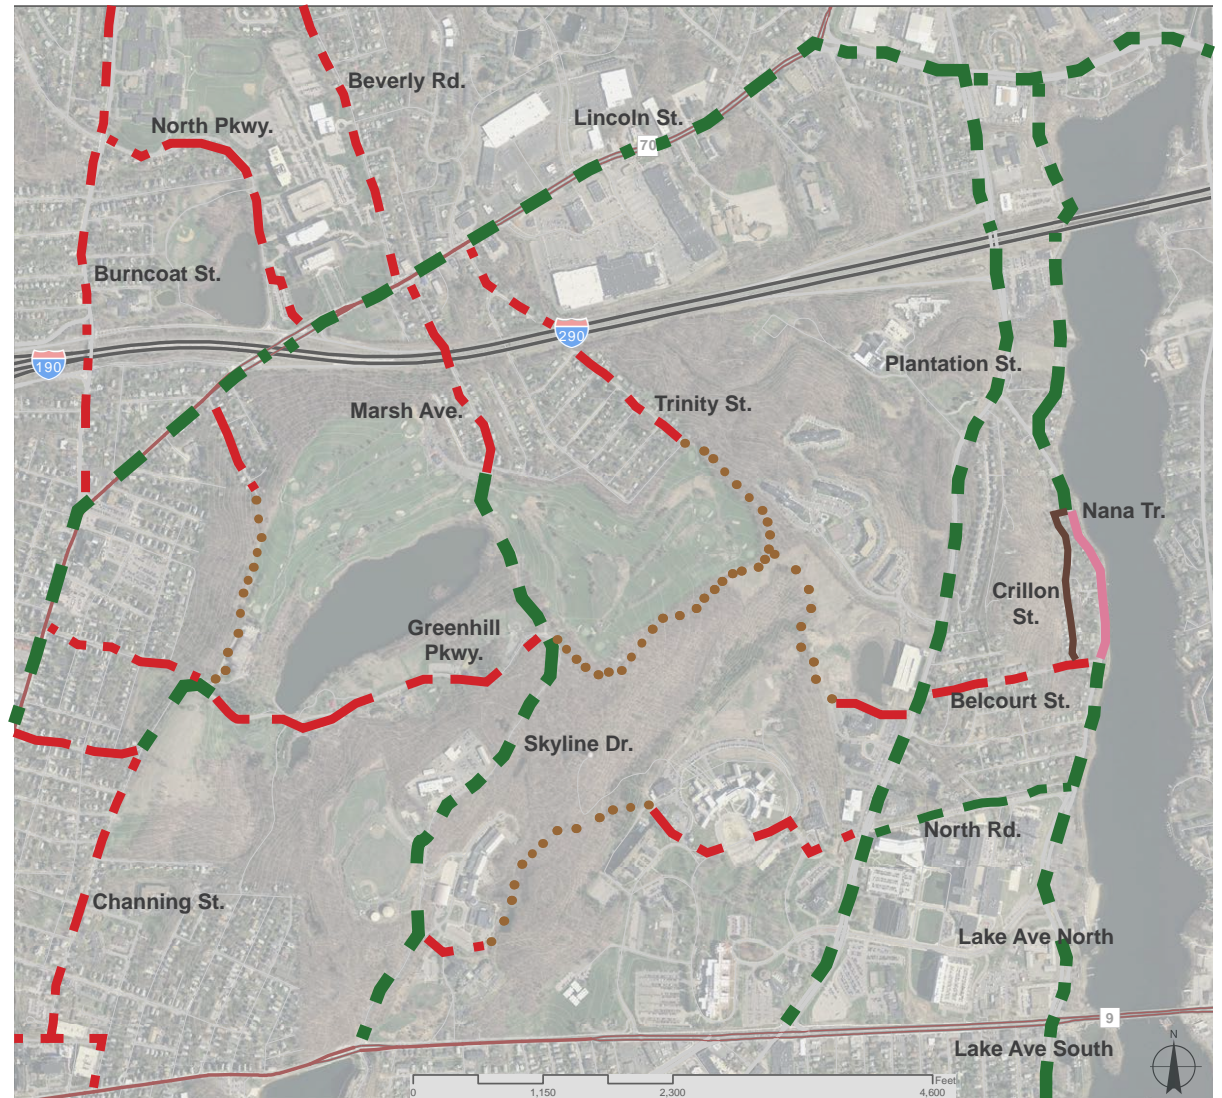 Beverly Rd.
North Pkwy.
Lincoln St.
70
Burncoat St.
290
190
Plantation St.
Marsh Ave.
Trinity St.
Nana Tr.
Crillon
St.
Greenhill
Pkwy.
Belcourt St.
Skyline Dr.
North Rd.
Channing St.
Lake Ave North
9
Lake Ave South
N
Feet
0 1,150 2,300 4,600